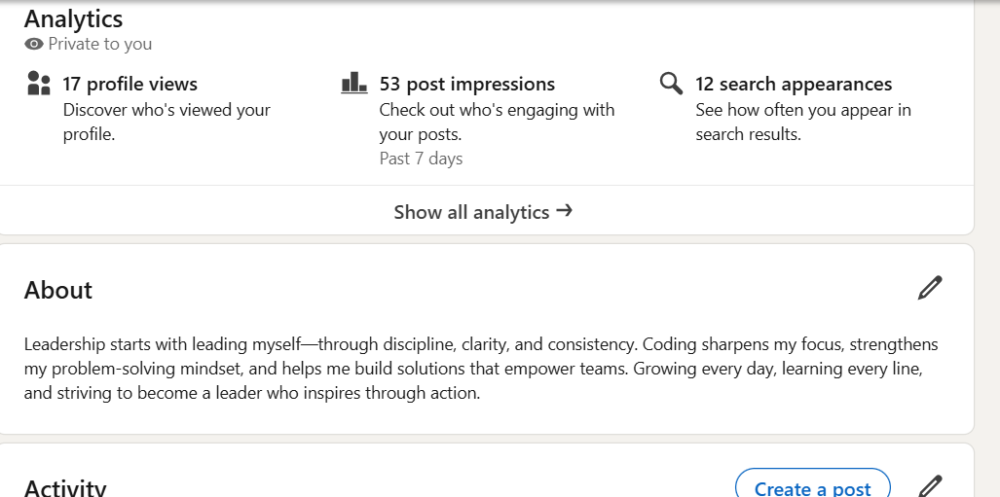 Analytics
Private to you
17 profile views
Discover who's viewed your
profile.
53 post impressions
Check out who's engaging with
your posts.
Past 7 days
12 search appearances
See how often you appear in
search results.
Show all analytics →
About
Leadership starts with leading myself—through discipline, clarity, and consistency. Coding sharpens my focus, strengthens
my problem-solving mindset, and helps me build solutions that empower teams. Growing every day, learning every line,
and striving to become a leader who inspires through action.
Activity
Create a post